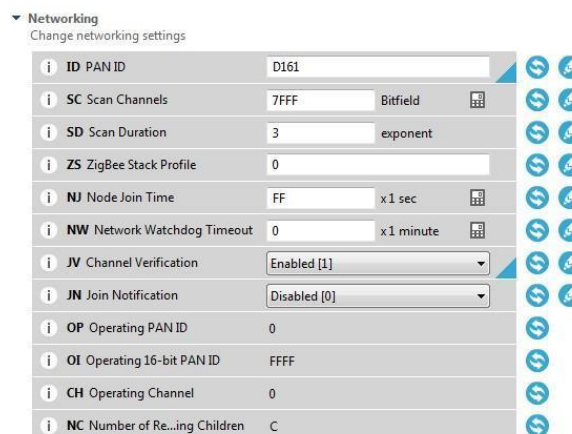 Networking
Change networking settings
i ID PAN ID D161
i SC Scan Channels 7FFF Bitfield
i SD Scan Duration 3 exponent
i ZS ZigBee Stack Profile 0
i NJ Node Join Time FF x 1 sec
i NW Network Watchdog Timeout 0 x 1 minute
i JV Channel Verification Enabled [1]
i JN Join Notification Disabled [0]
i OP Operating PAN ID 0
i OI Operating 16-bit PAN ID FFFF
i CH Operating Channel 0
i NC Number of Re...ing Children C